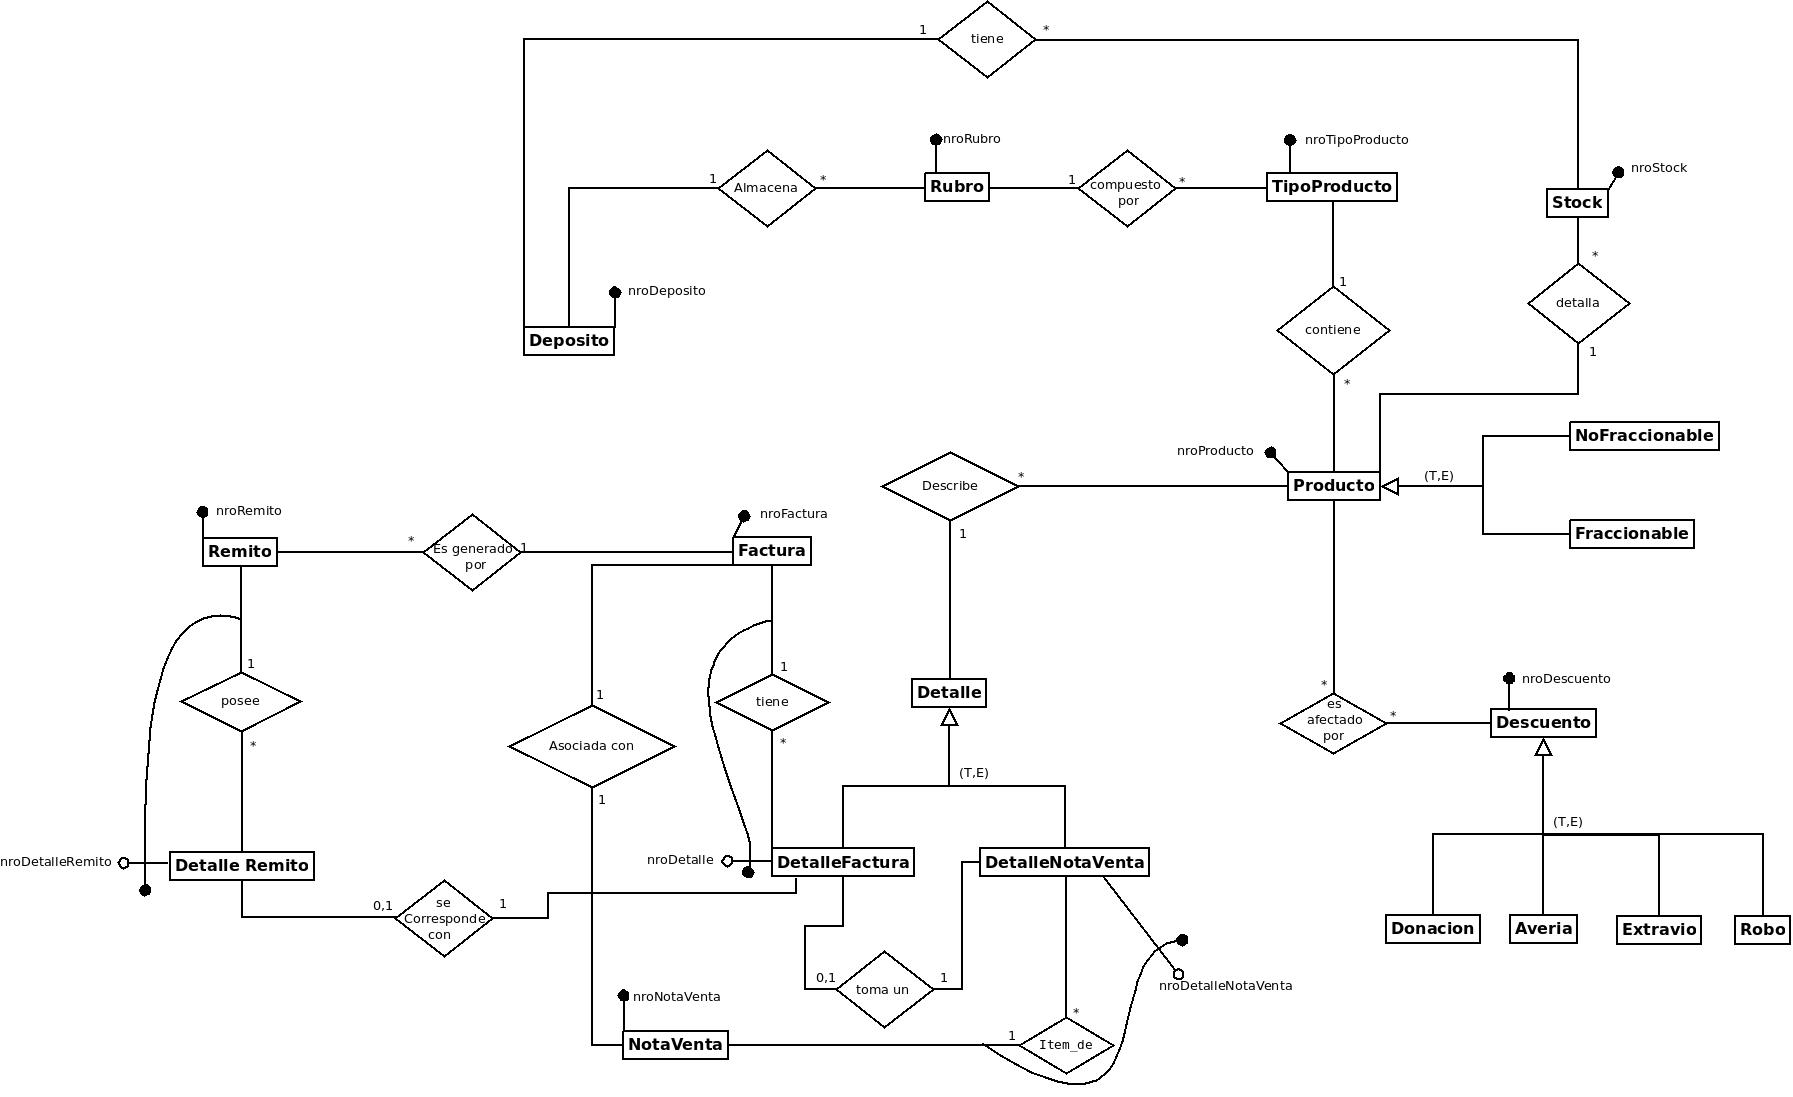 1
tiene
*
nroRubro
nroTipoProducto
nroStock
1
Almacena
*
Rubro
1
compuesto
por
*
TipoProducto
Stock
*
nroDeposito
1
detalla
Deposito
contiene
1
*
NoFraccionable
nroProducto
(T,E)
Describe
*
Producto
nroRemito
nroFactura
1
Fraccionable
Remito
*
Es generado
por
1
Factura
1
1
posee
1
1
tiene
Detalle
*
es
afectado
por
*
nroDescuento
Descuento
*
Asociada con
*
1
(T,E)
(T,E)
nroDetalleRemito
Detalle Remito
nroDetalle
DetalleFactura
DetalleNotaVenta
0,1
se
Corresponde
con
1
Donacion
Averia
Extravio
Robo
0,1
toma un
1
nroDetalleNotaVenta
nroNotaVenta
*
NotaVenta
1
Item_de